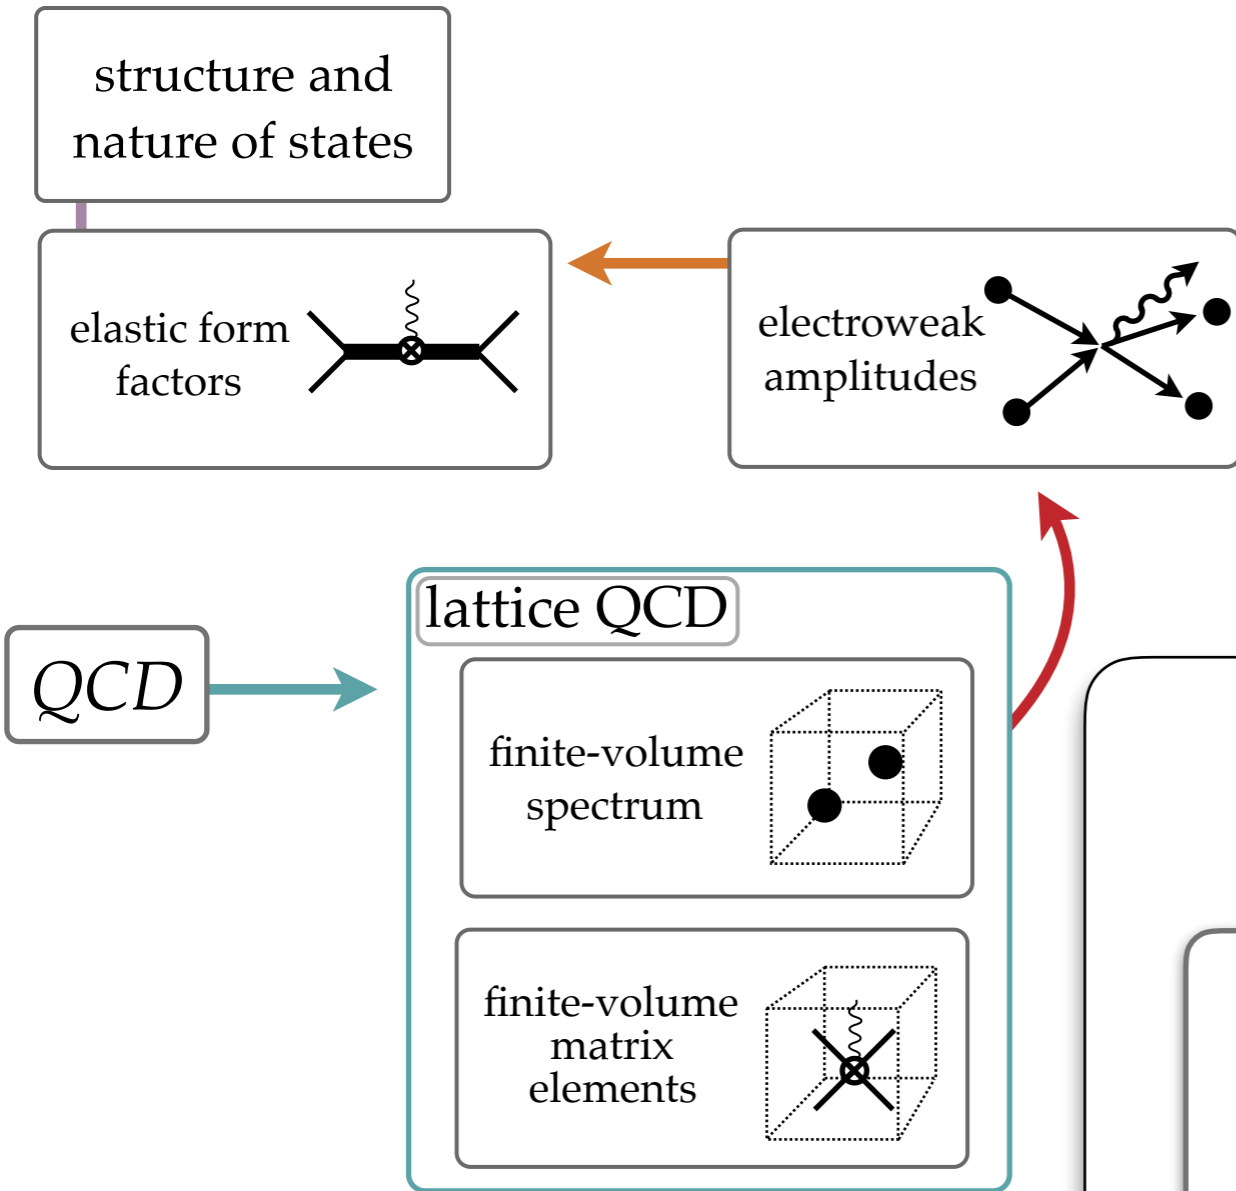 structure and
nature of states
elastic form
factors
electroweak
amplitudes
QCD
lattice QCD
finite-volume
spectrum
finite-volume
matrix
elements